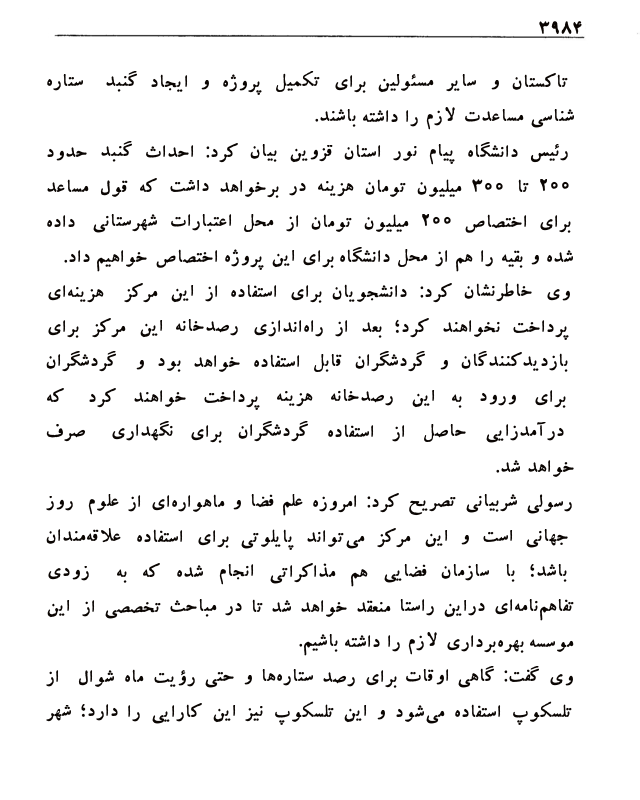 ۳۹۸۴
تاکستان و سایر مسئولین برای تکمیل پروژه و ایجاد گنبد ستاره
شناسی مساعدت لازم را داشته باشند.
رئیس دانشگاه پیام نور استان قزوین بیان کرد: احداث گنبد حدود
۲۰۰ تا ۳۰۰ میلیون تومان هزینه در برخواهد داشت که قول مساعد
برای اختصاص ۲۰۰ میلیون تومان از محل اعتبارات شهرستانی داده
شده و بقیه را هم از محل دانشگاه برای این پروژه اختصاص خواهیم داد.
وی خاطرنشان کرد: دانشجویان برای استفاده از این مرکز هزینه‌ای
پرداخت نخواهند کرد؛ بعد از راه‌اندازی رصدخانه این مرکز برای
بازدیدکنندگان و گردشگران قابل استفاده خواهد بود و گردشگران
برای ورود به این رصدخانه هزینه پرداخت خواهند کرد که
درآمدزایی حاصل از استفاده گردشگران برای نگهداری صرف
خواهد شد.
رسولی شربیانی تصریح کرد: امروزه علم فضا و ماهواره‌ای از علوم روز
جهانی است و این مرکز می‌تواند پایلوتی برای استفاده علاقه‌مندان
باشد؛ با سازمان فضایی هم مذاکراتی انجام شده که به زودی
تفاهم‌نامه‌ای دراین راستا منعقد خواهد شد تا در مباحث تخصصی از این
موسسه بهره‌برداری لازم را داشته باشیم.
وی گفت: گاهی اوقات برای رصد ستاره‌ها و حتی رؤیت ماه شوال از
تلسکوپ استفاده می‌شود و این تلسکوپ نیز این کارایی را دارد؛ شهر